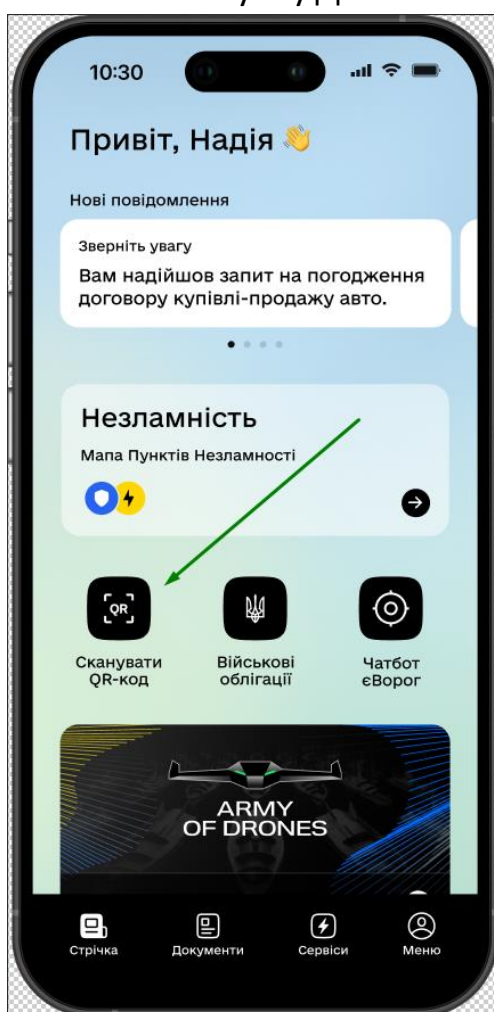 10:30
Привіт, Надія 👋
Нові повідомлення
Зверніть увагу
Вам надійшов запит на погодження
договору купівлі-продажу авто.
Незламність
Мапа Пунктів Незламності
QR
Сканувати
QR-код
Військові
облігації
Чатбот
єВорог
ARMY
OF DRONES
Стрічка
Документи
Сервіси
Меню